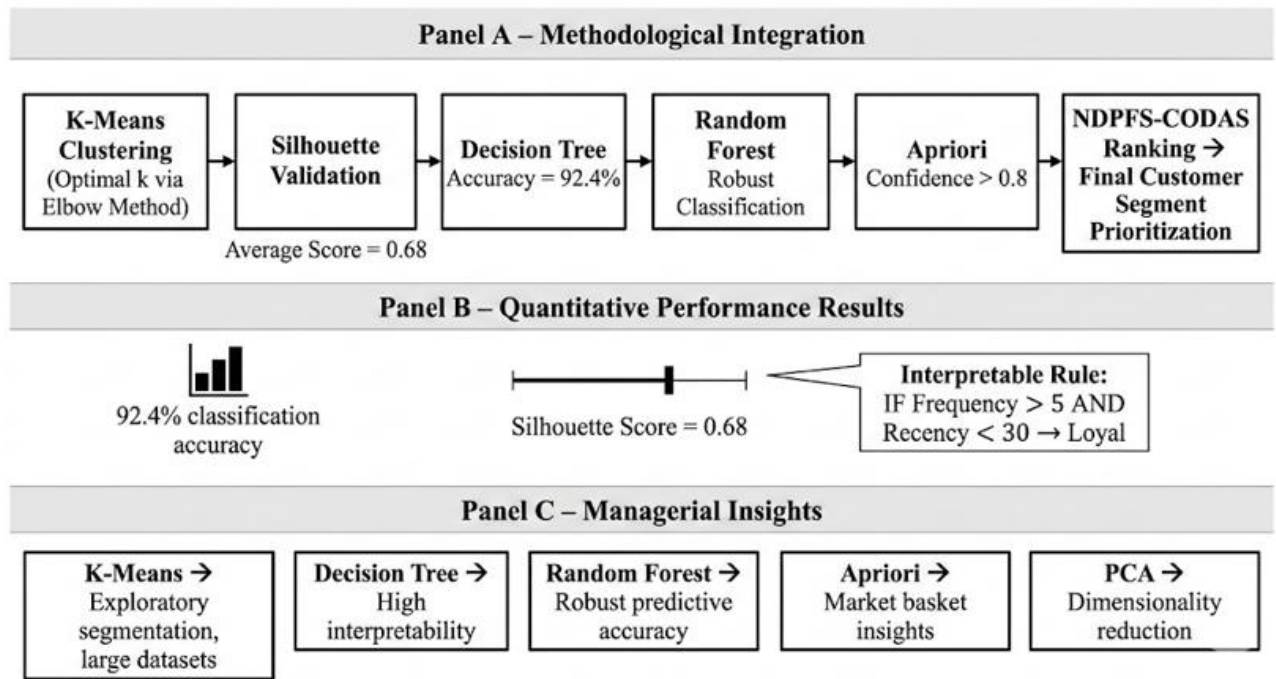 Panel A – Methodological Integration
K-Means
Clustering
(Optimal k via
Elbow Method)
Silhouette
Validation
Average Score = 0.68
Decision Tree
Accuracy = 92.4%
Random
Forest
Robust
Classification
Apriori
Confidence > 0.8
NDPFS-CODAS
Ranking →
Final Customer
Segment
Prioritization
Panel B – Quantitative Performance Results
92.4% classification
accuracy
Silhouette Score = 0.68
Interpretable Rule:
IF Frequency > 5 AND
Recency < 30 → Loyal
Panel C – Managerial Insights
K-Means →
Exploratory
segmentation,
large datasets
Decision Tree →
High
interpretability
Random Forest →
Robust predictive
accuracy
Apriori →
Market basket
insights
PCA →
Dimensionality
reduction